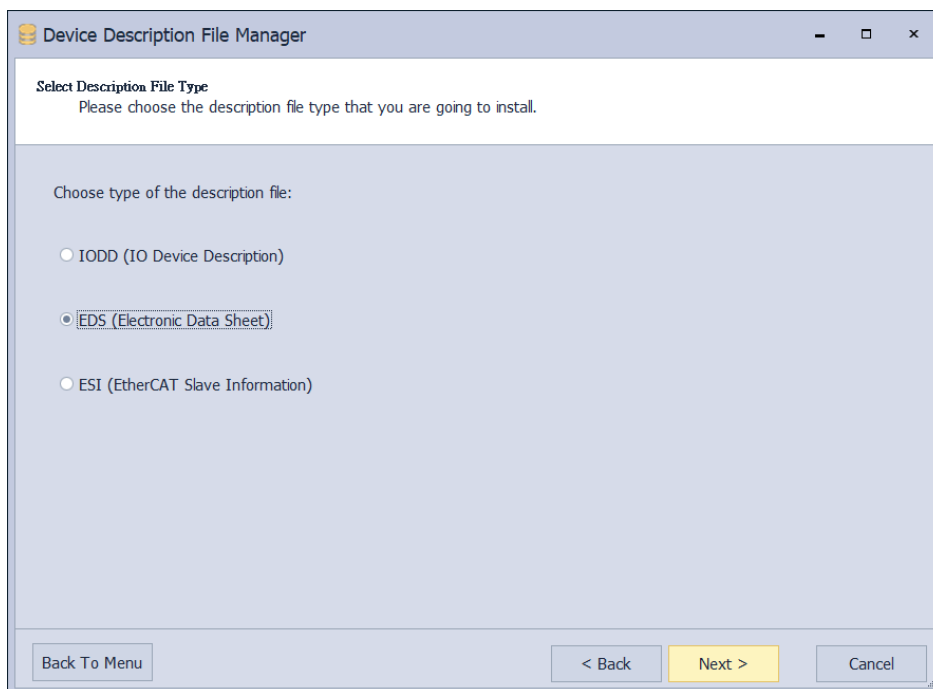 Device Description File Manager
Select Description File Type
Please choose the description file type that you are going to install.
Choose type of the description file:
IODD (IO Device Description)
EDS (Electronic Data Sheet)
ESI (EtherCAT Slave Information)
Back To Menu
< Back
Next >
Cancel